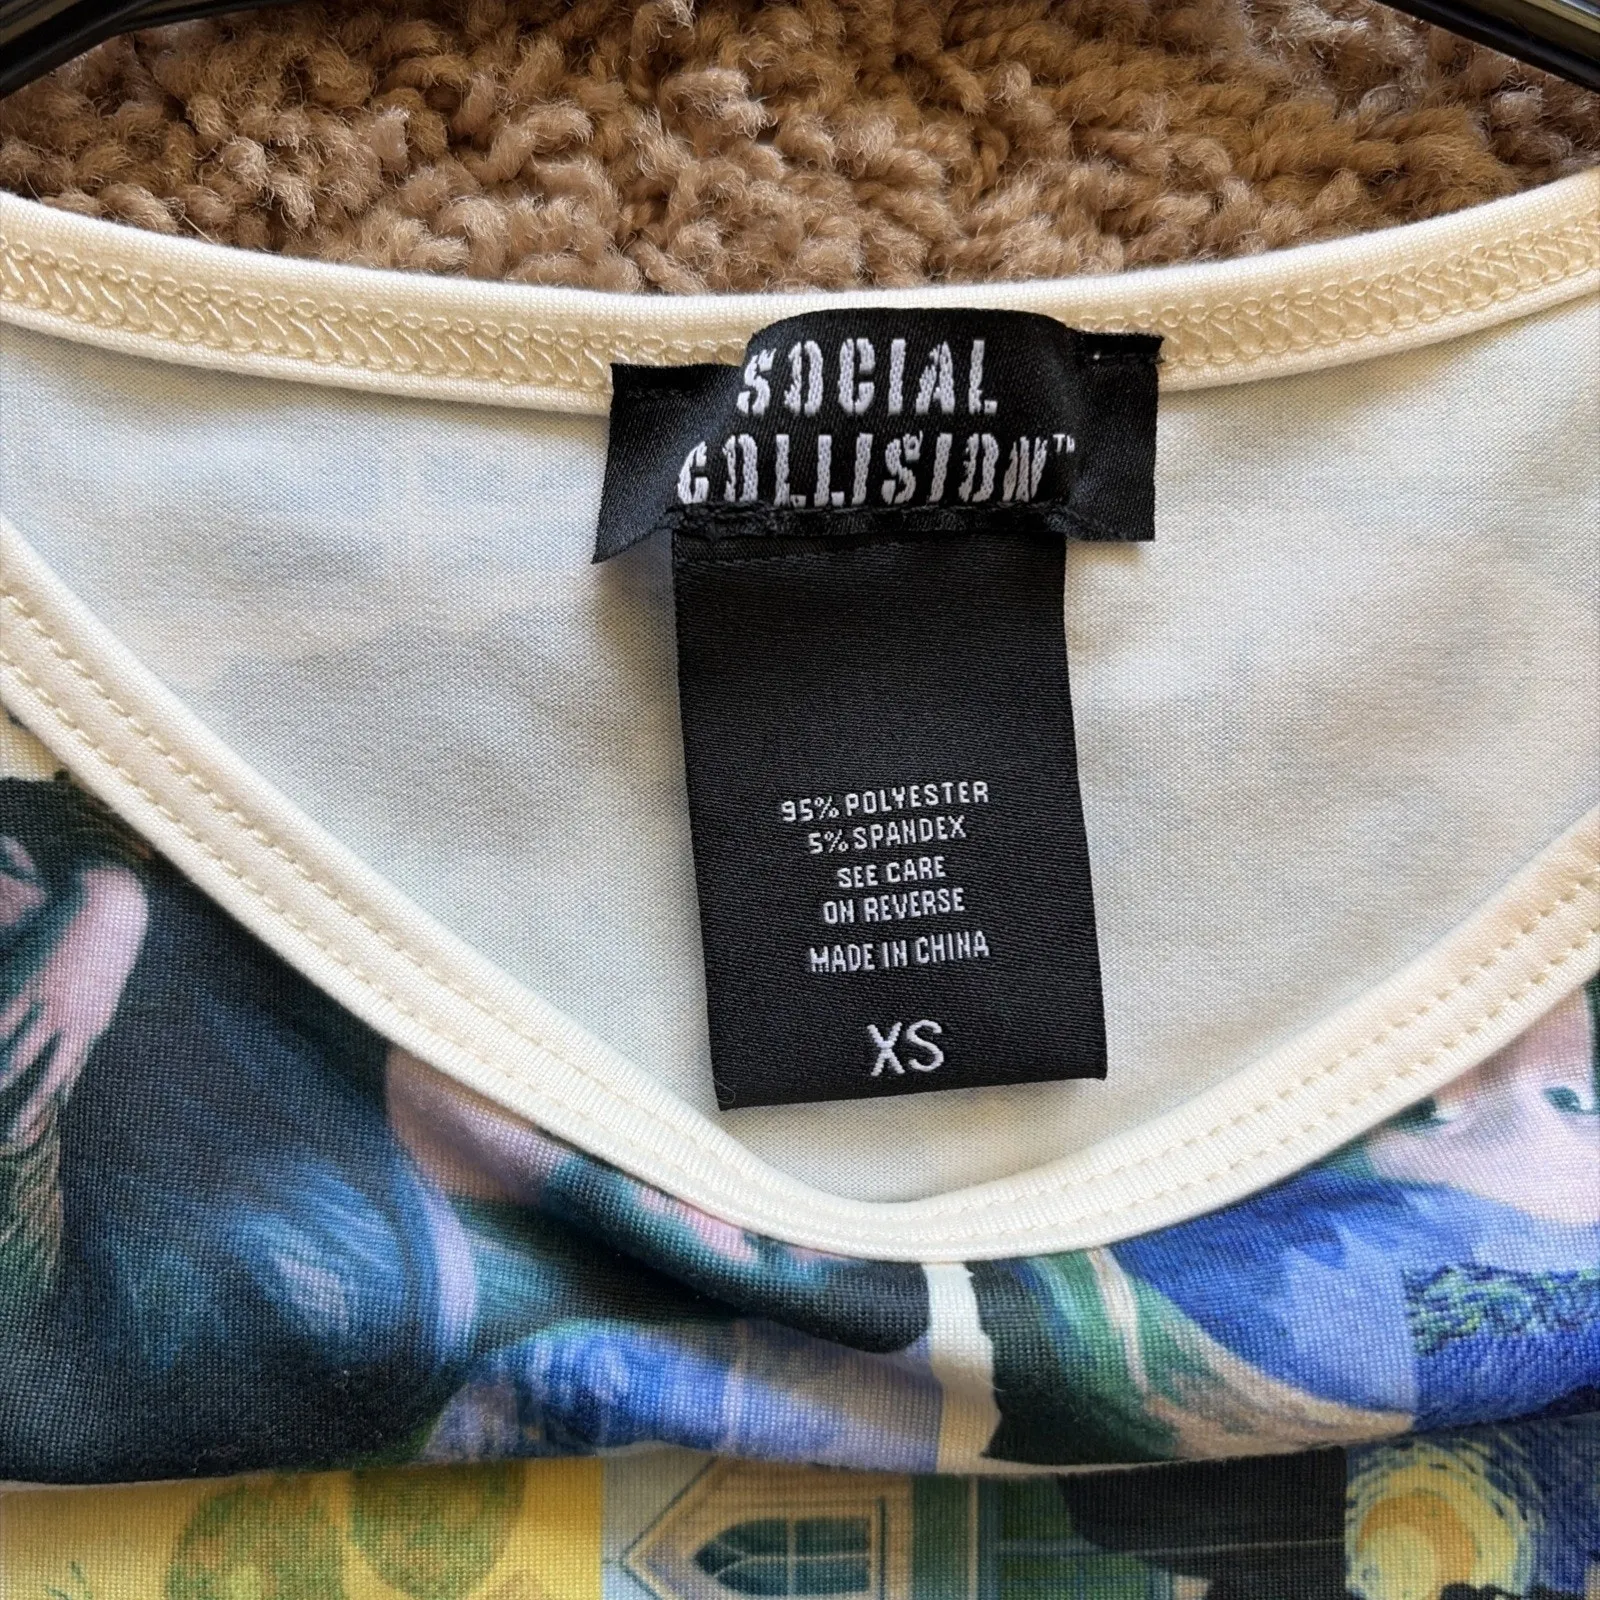 SOCIAL
COLLISION™
95% POLYESTER
5% SPANDEX
SEE CARE
ON REVERSE
MADE IN CHINA
XS